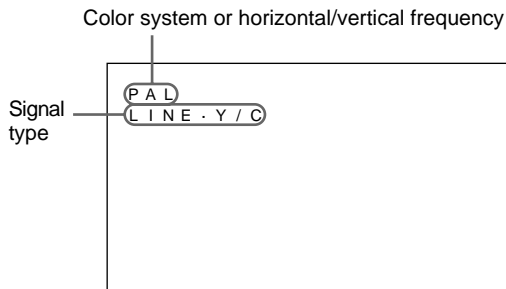 Color system or horizontal/vertical frequency
PAL
LINE·Y/C
Signal
type